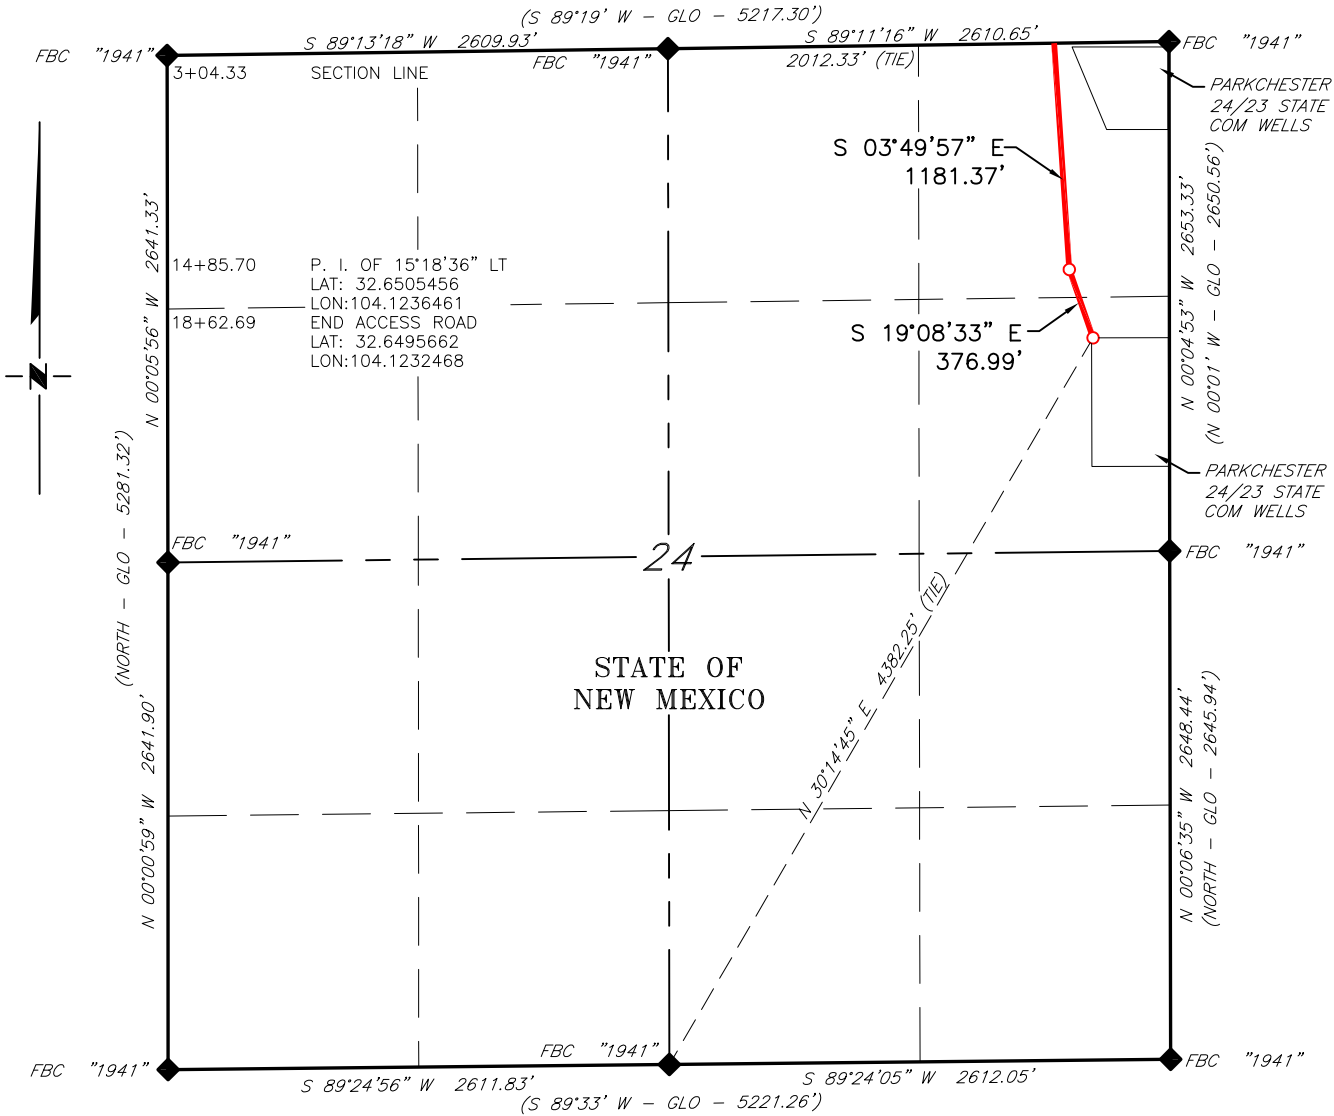 (S 89°19' W - GLO - 5217.30')
S 89°13'18" W 2609.93'
S 89°11'16" W 2610.65'
FBC "1941"
FBC "1941"
FBC "1941"
2012.33' (TIE)
3+04.33 SECTION LINE
PARKCHESTER
24/23 STATE
COM WELLS
S 03°49'57" E
1181.37'
N 00°05'56" W 2641.33'
N 00°04'53" W 2653.33'
(N 00°01' W - GLO - 2650.56')
14+85.70 P. I. OF 15°18'36" LT
LAT: 32.6505456
LON:104.1236461
18+62.69 END ACCESS ROAD
LAT: 32.6495662
LON:104.1232468
S 19°08'33" E
376.99'
N
(NORTH - GLO - 5281.32')
PARKCHESTER
24/23 STATE
COM WELLS
FBC "1941"
24
FBC "1941"
N 30°14'45" E 4382.25' (TIE)
STATE OF
NEW MEXICO
N 00°00'59" W 2641.90'
N 00°06'35" W 2648.44'
(NORTH - GLO - 2645.94')
FBC "1941"
FBC "1941"
FBC "1941"
S 89°24'56" W 2611.83'
S 89°24'05" W 2612.05'
(S 89°33' W - GLO - 5221.26')